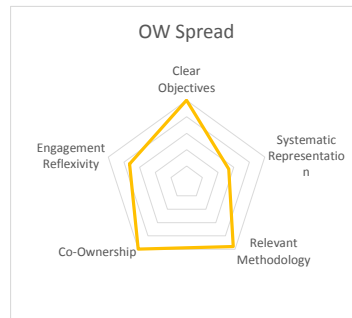 OW Spread
Clear
Objectives
Systematic
Representatio
n
Relevant
Methodology
Co-Ownership
Engagement
Reflexivity